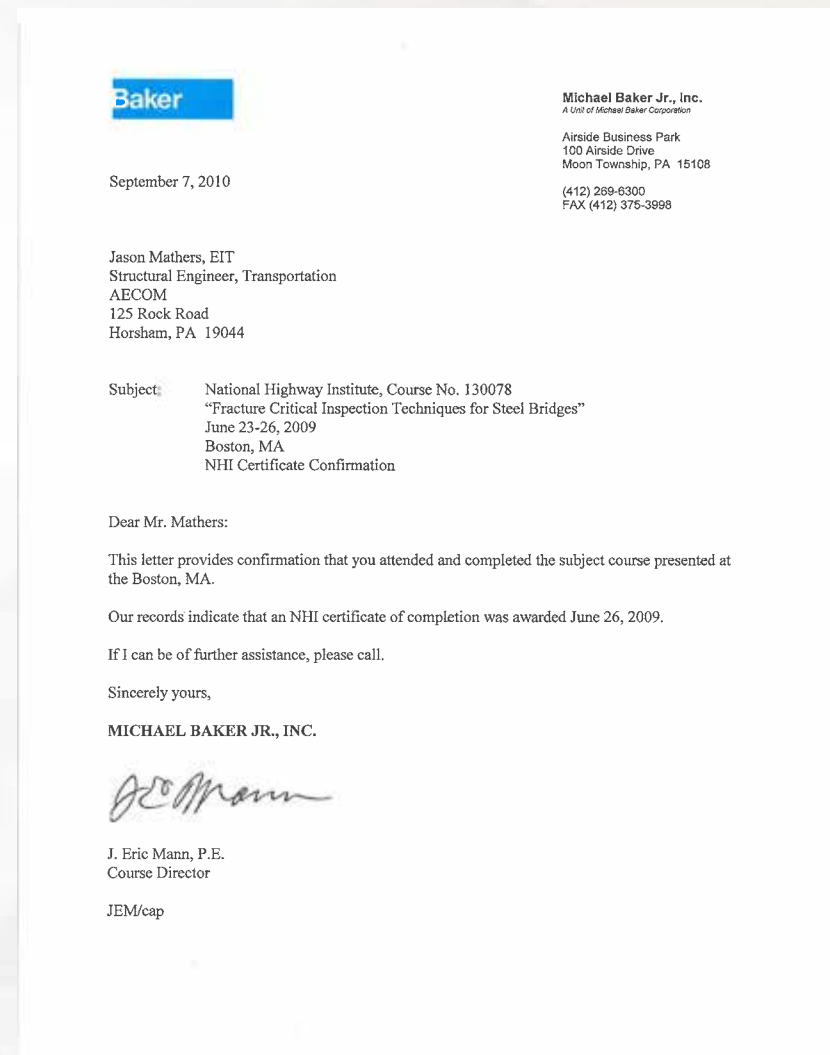 Baker
Michael Baker Jr., Inc.
A Unit of Michael Baker Corporation
Airside Business Park
100 Airside Drive
Moon Township, PA 15108
(412) 269-6300
FAX (412) 375-3998
September 7, 2010
Jason Mathers, EIT
Structural Engineer, Transportation
AECOM
125 Rock Road
Horsham, PA 19044
Subject: National Highway Institute, Course No. 130078
“Fracture Critical Inspection Techniques for Steel Bridges”
June 23-26, 2009
Boston, MA
NHI Certificate Confirmation
Dear Mr. Mathers:
This letter provides confirmation that you attended and completed the subject course presented at
the Boston, MA.
Our records indicate that an NHI certificate of completion was awarded June 26, 2009.
If I can be of further assistance, please call.
Sincerely yours,
MICHAEL BAKER JR., INC.
JE Mann
J. Eric Mann, P.E.
Course Director
JEM/cap